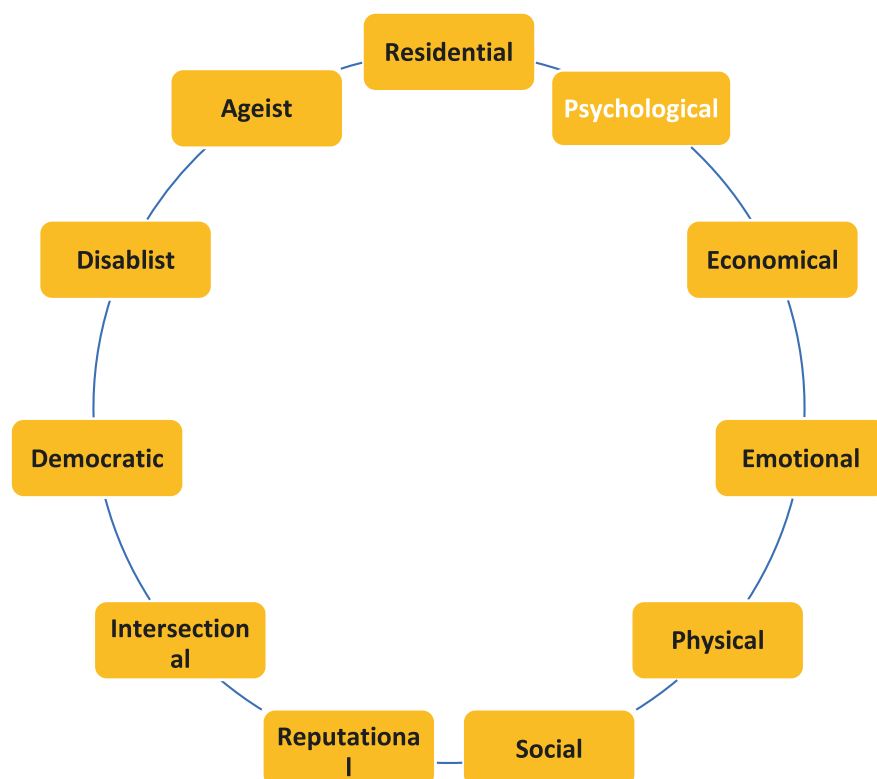 Residential
Psychological
Economical
Emotional
Physical
Social
Reputationa
l
Intersection
al
Democratic
Disablist
Ageist